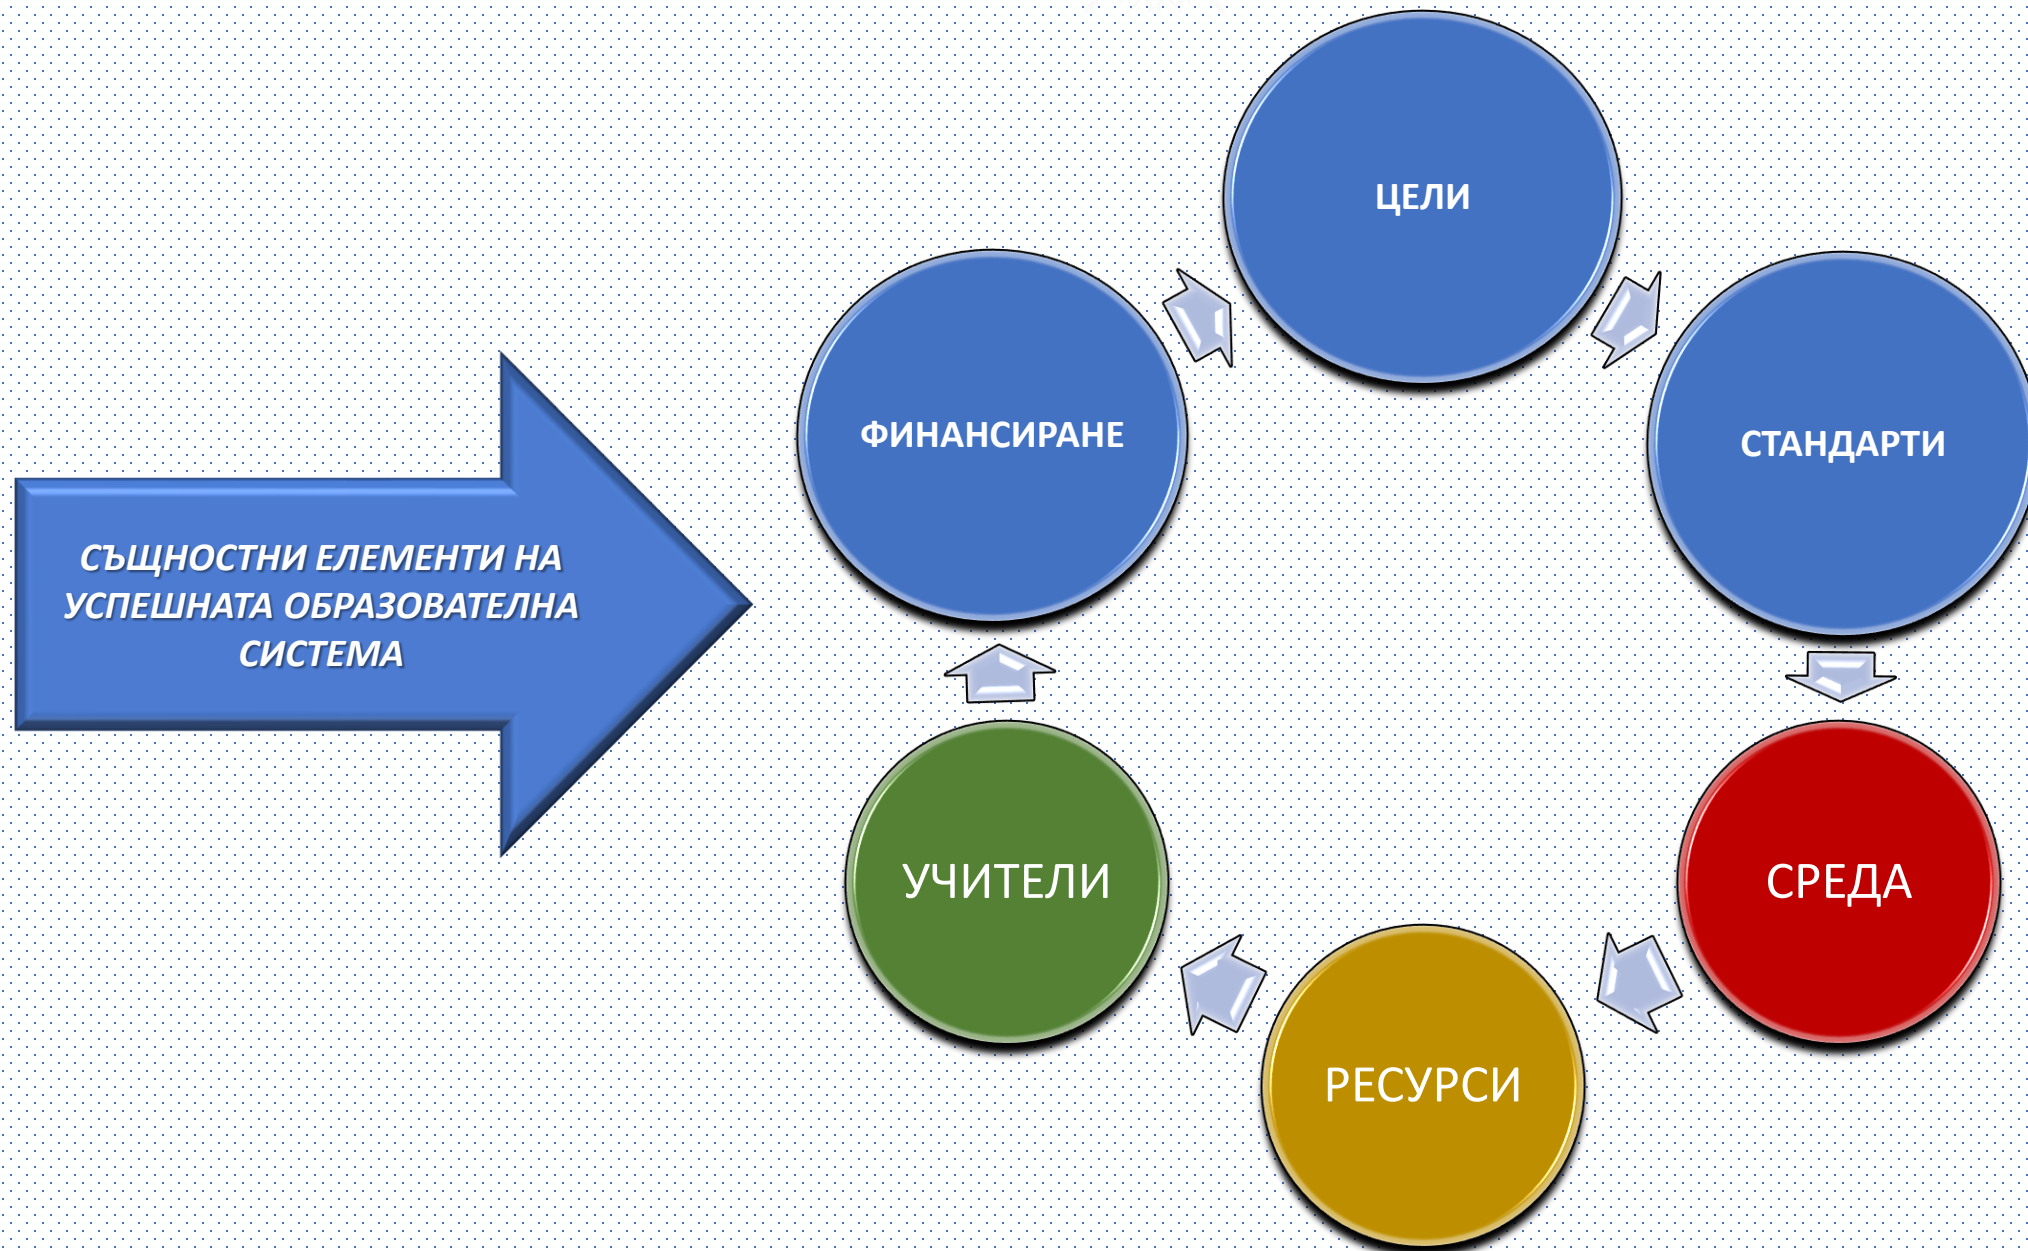 СЪЩНОСТНИ ЕЛЕМЕНТИ НА
УСПЕШНАТА ОБРАЗОВАТЕЛНА
СИСТЕМА
ЦЕЛИ
СТАНДАРТИ
СРЕДА
РЕСУРСИ
УЧИТЕЛИ
ФИНАНСИРАНЕ